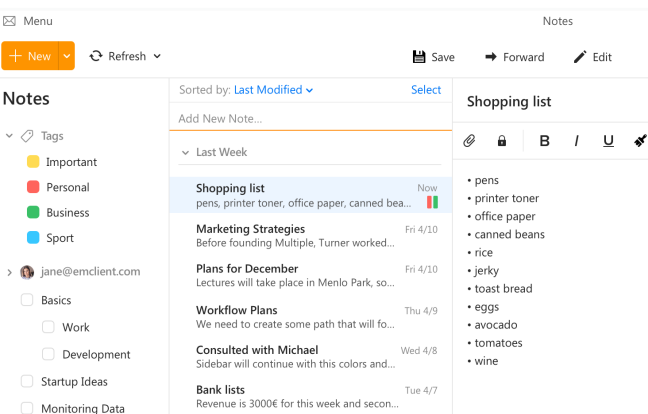 Menu
Notes
New
Refresh
Save
Forward
Edit
Notes
Tags
Important
Personal
Business
Sport
jane@emclient.com
Basics
Work
Development
Startup Ideas
Monitoring Data
Sorted by: Last Modified
Select
Add New Note...
Last Week
Shopping list
Now
pens, printer toner, office paper, canned bea...
Marketing Strategies
Fri 4/10
Before founding Multiple, Turner worked...
Plans for December
Fri 4/10
Lectures will take place in Menlo Park, so...
Workflow Plans
Thu 4/9
We need to create some path that will fo...
Consulted with Michael
Wed 4/8
Sidebar will continue with this colors and...
Bank lists
Tue 4/7
Revenue is 3000€ for this week and secon...
Shopping list
B I U
• pens
• printer toner
• office paper
• canned beans
• rice
• jerky
• toast bread
• eggs
• avocado
• tomatoes
• wine